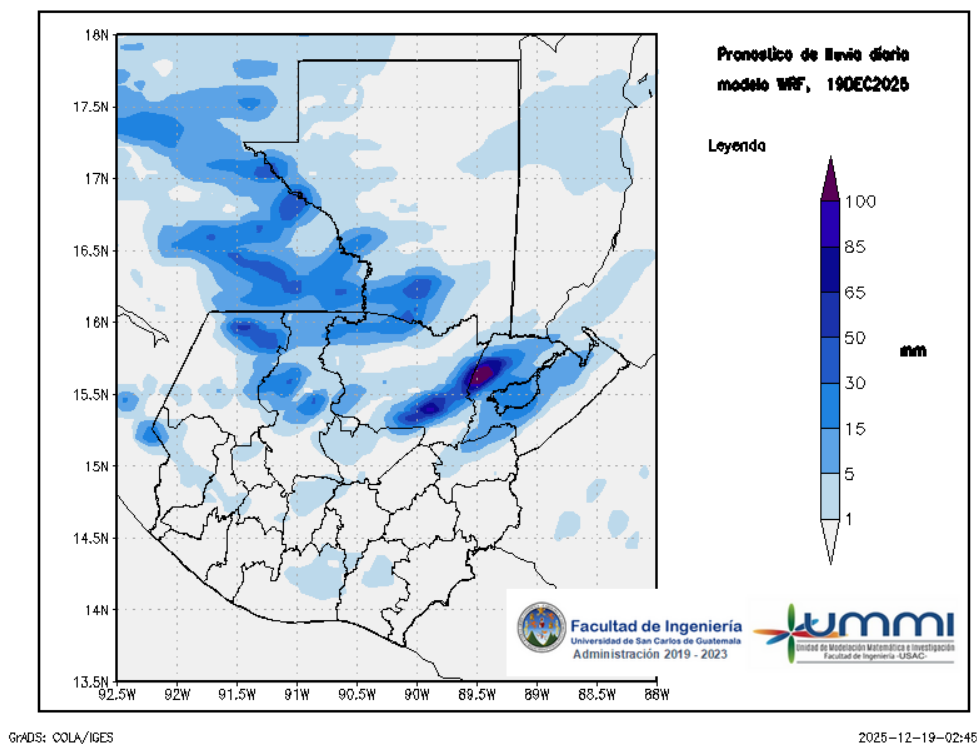 18N
17.5N
17N
16.5N
16N
15.5N
15N
14.5N
14N
13.5N
92.5W
92W
91.5W
91W
90.5W
90W
89.5W
89W
88.5W
88W
Pronostico de lluvia diaria
modelo WRF, 19DEC2025
Leyenda
100
85
65
50
30
15
5
1
mm
Facultad de Ingeniería
Universidad de San Carlos de Guatemala
Administración 2019 - 2023
UMMI
Unidad de Modelación Matemática e Investigación
Facultad de Ingeniería -USAC-
GrADS: COLA/IGES
2025-12-19-02:45